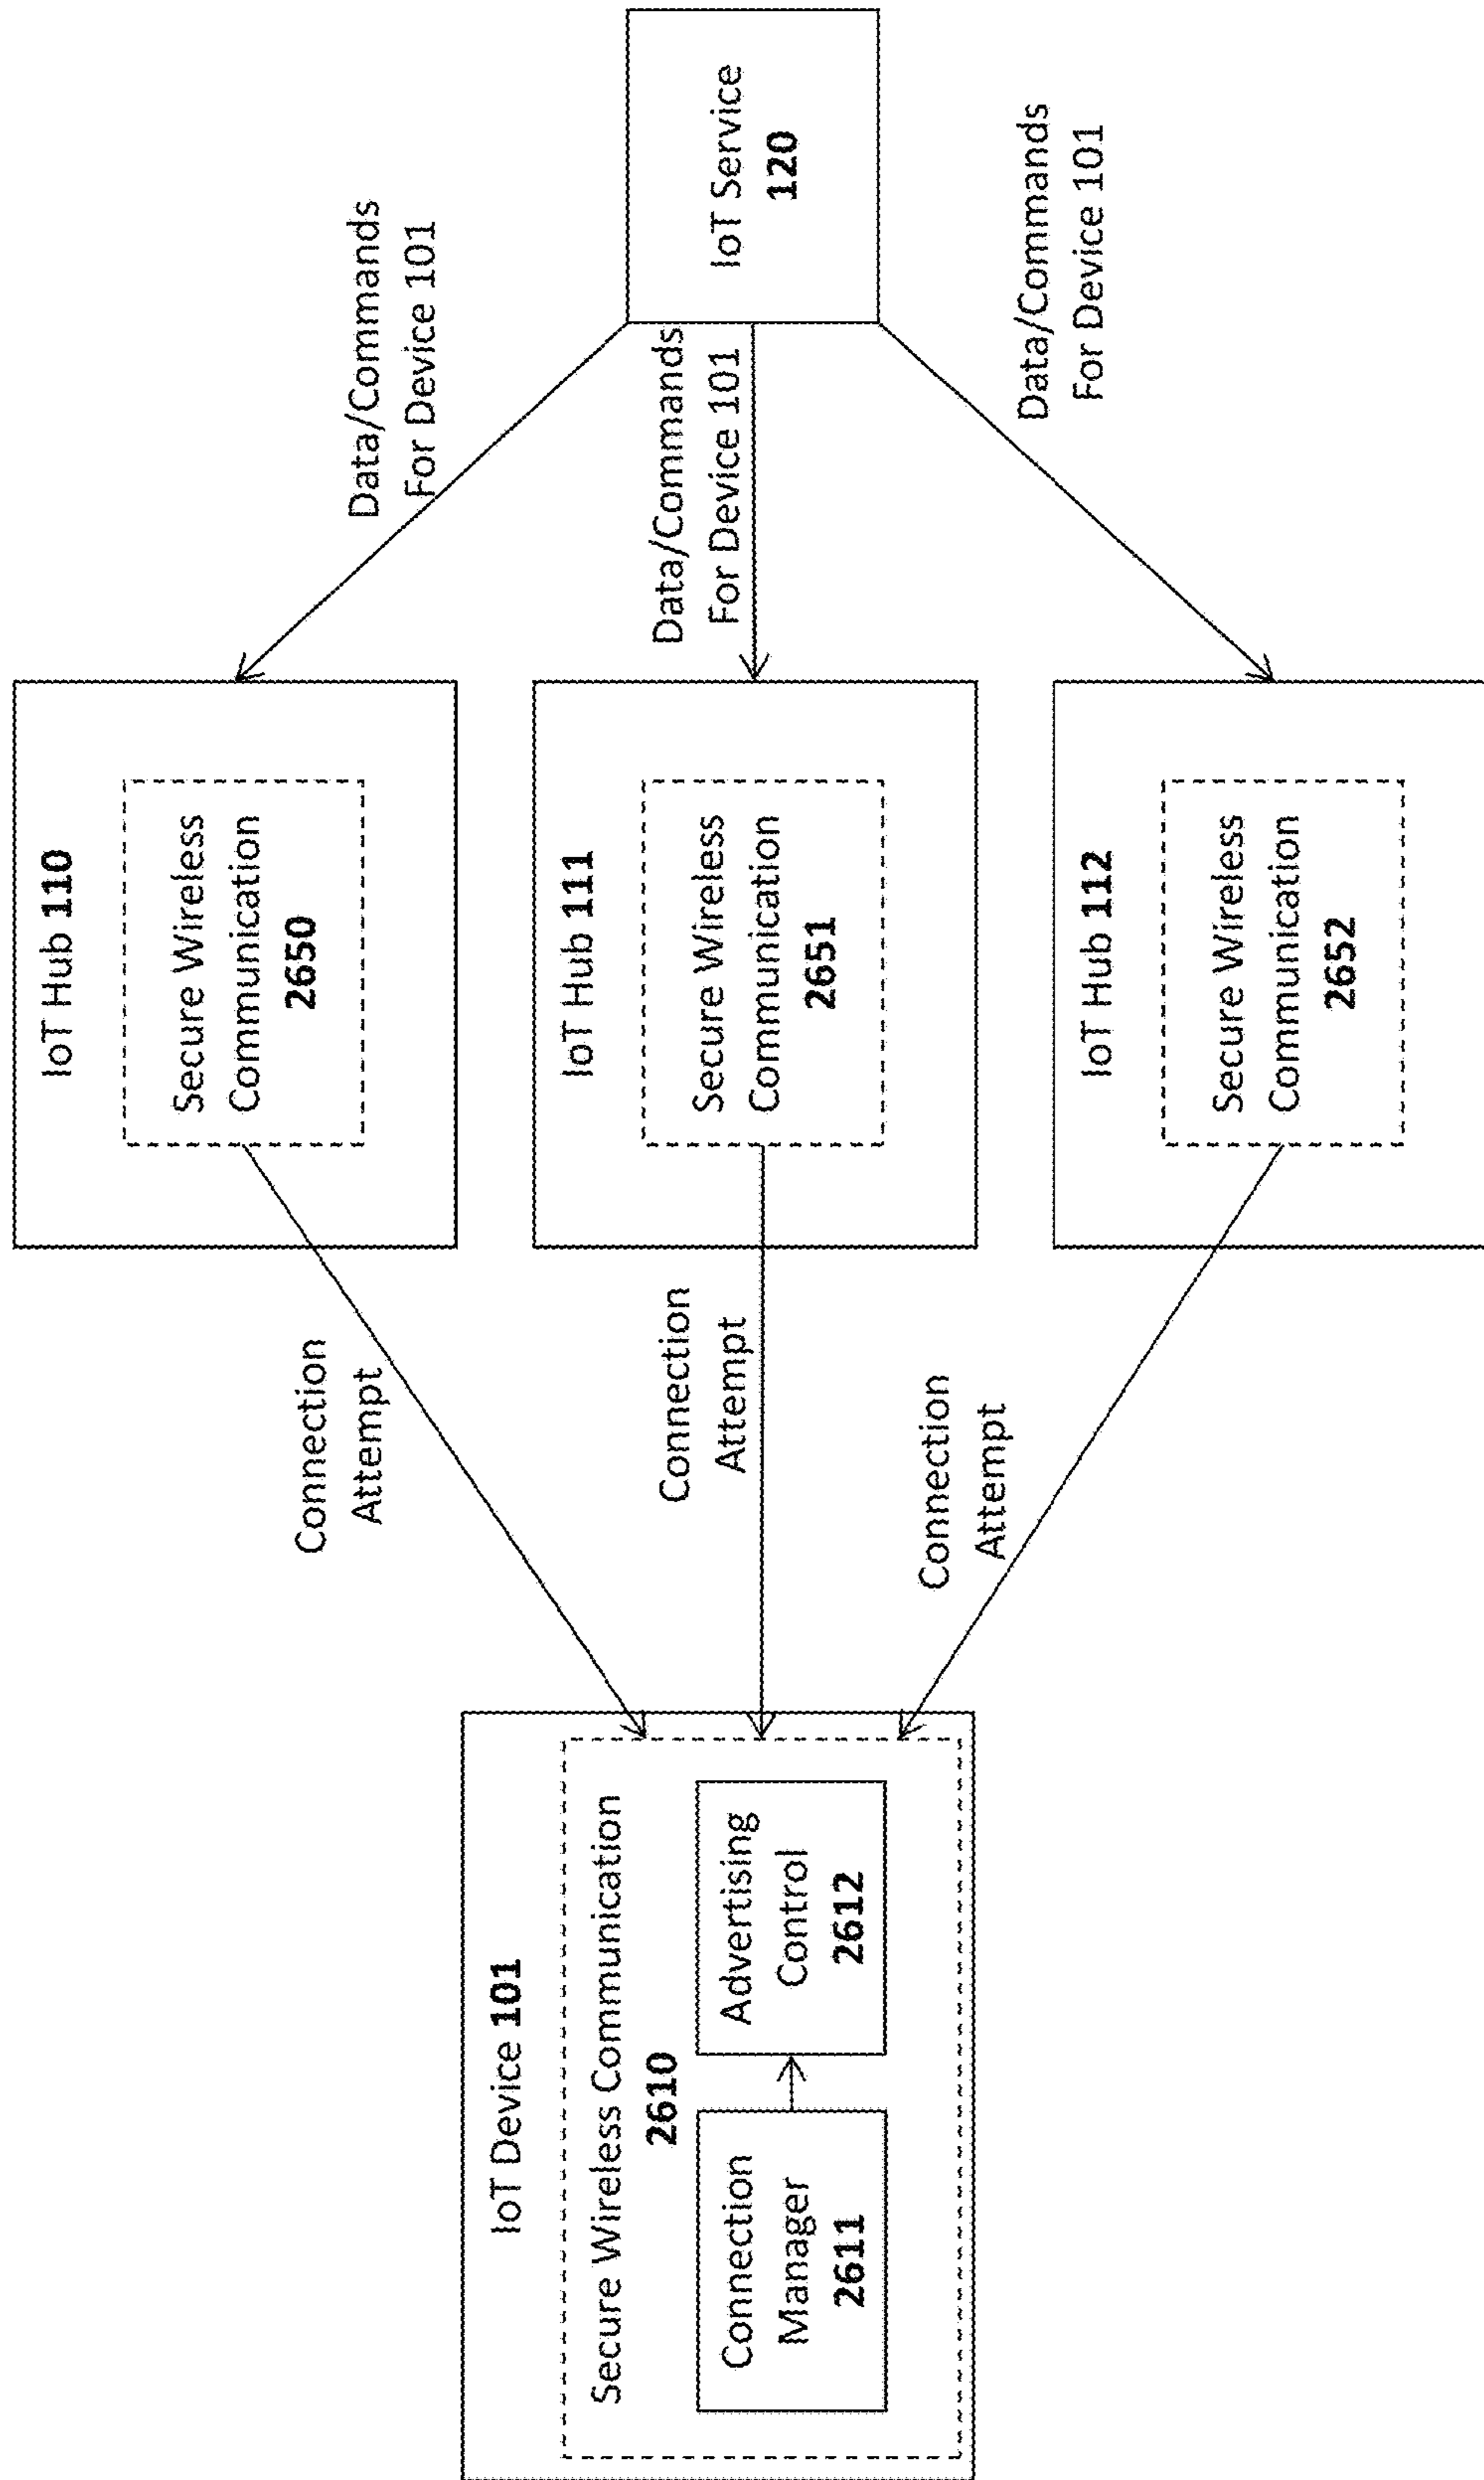 IoT Device 101
Secure Wireless Communication
2610
Connection
Manager
2611
Advertising
Control
2612
Connection
Attempt
Connection
Attempt
Connection
Attempt
IoT Hub 110
Secure Wireless
Communication
2650
IoT Hub 111
Secure Wireless
Communication
2651
IoT Hub 112
Secure Wireless
Communication
2652
Data/Commands
For Device 101
Data/Commands
For Device 101
Data/Commands
For Device 101
IoT Service
120